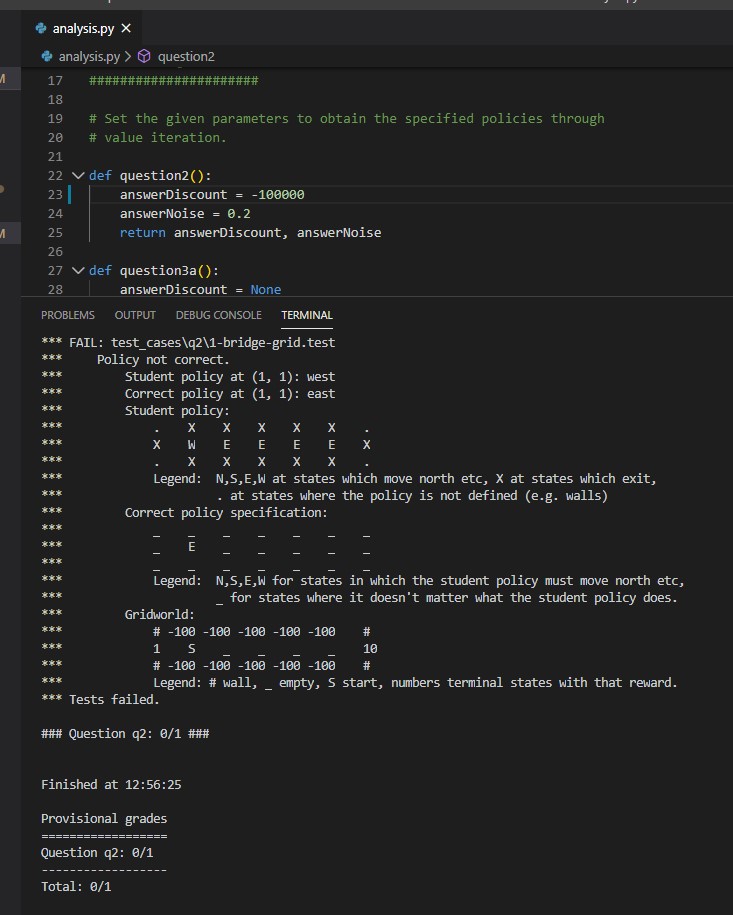 analysis.py ×
analysis.py > question2
17 ######################
18
19 # Set the given parameters to obtain the specified policies through
20 # value iteration.
21
22 def question2():
23 answerDiscount = -100000
24 answerNoise = 0.2
25 return answerDiscount, answerNoise
26
27 def question3a():
28 answerDiscount = None
PROBLEMS OUTPUT DEBUG CONSOLE TERMINAL
*** FAIL: test_cases\q2\1-bridge-grid.test
*** Policy not correct.
*** Student policy at (1, 1): west
*** Correct policy at (1, 1): east
*** Student policy:
*** . X X X X X .
*** X W E E E E X
*** . X X X X X .
*** Legend: N,S,E,W at states which move north etc, X at states which exit,
*** . at states where the policy is not defined (e.g. walls)
*** Correct policy specification:
*** _ _ _ _ _ _ _
*** _ E _ _ _ _ _
*** _ _ _ _ _ _ _
*** Legend: N,S,E,W for states in which the student policy must move north etc,
*** _ for states where it doesn't matter what the student policy does.
*** Gridworld:
*** # -100 -100 -100 -100 -100 #
*** 1 S _ _ _ _ 10
*** # -100 -100 -100 -100 -100 #
*** Legend: # wall, _ empty, S start, numbers terminal states with that reward.
*** Tests failed.
### Question q2: 0/1 ###
Finished at 12:56:25
Provisional grades
==================
Question q2: 0/1
------------------
Total: 0/1